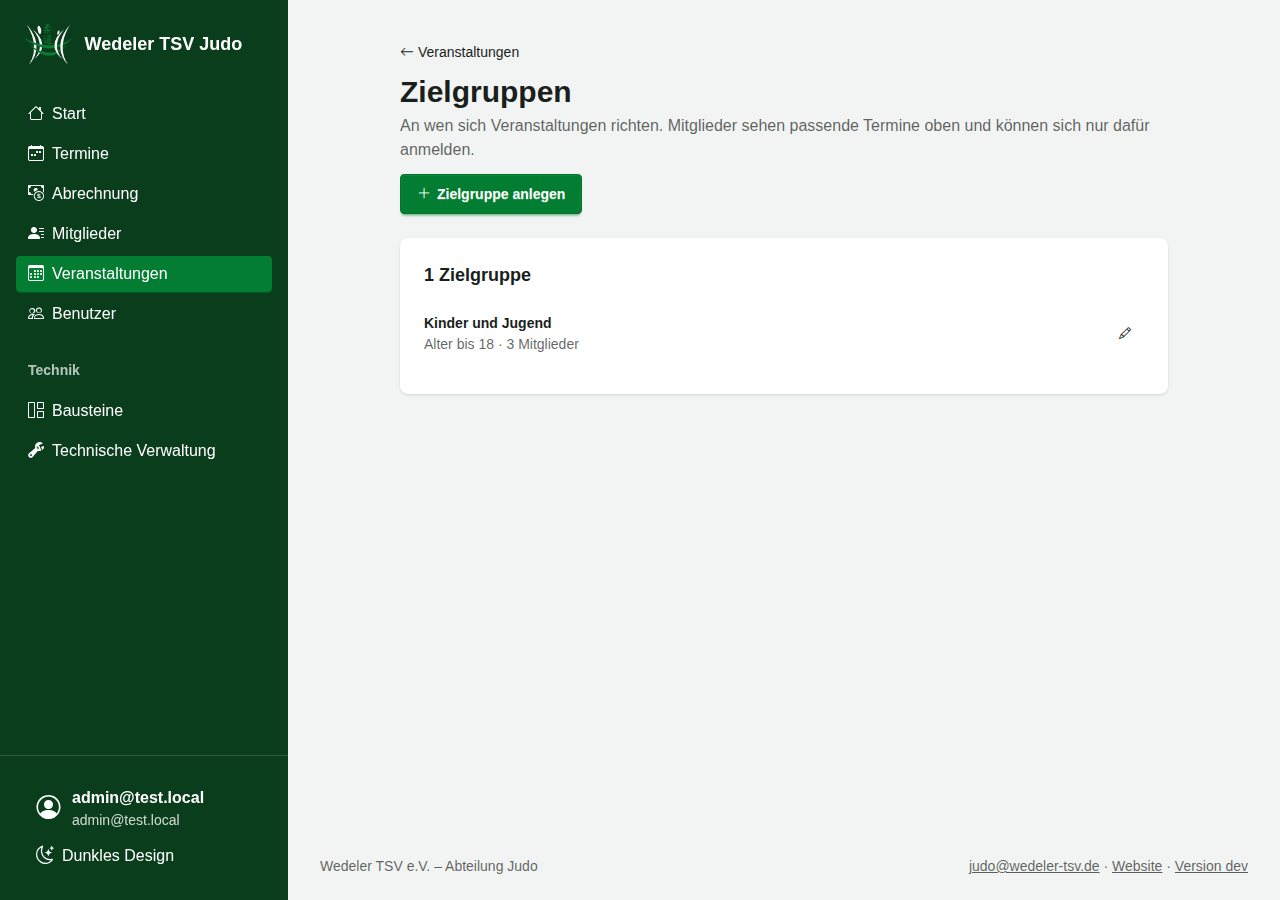 Wedeler TSV Judo
Start
Termine
Abrechnung
Mitglieder
Veranstaltungen
Benutzer
Technik
Bausteine
Technische Verwaltung
admin@test.local
admin@test.local
Dunkles Design
Veranstaltungen
Zielgruppen
An wen sich Veranstaltungen richten. Mitglieder sehen passende Termine oben und können sich nur dafür
anmelden.
Zielgruppe anlegen
1 Zielgruppe
Kinder und Jugend
Alter bis 18 · 3 Mitglieder
Wedeler TSV e.V. – Abteilung Judo
judo@wedeler-tsv.de · Website · Version dev